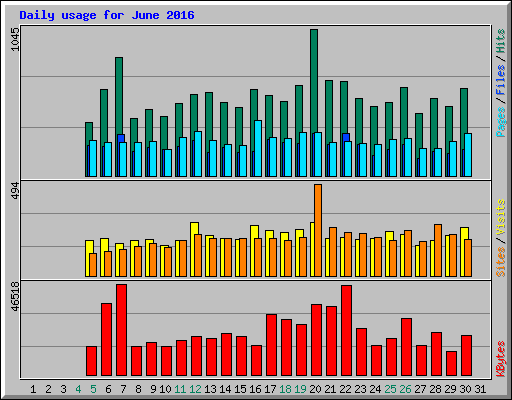 Daily usage for June 2016
1045
Pages / Files / Hits
494
Sites / Visits
46518
KBytes
1 2 3 4 5 6 7 8 9 10 11 12 13 14 15 16 17 18 19 20 21 22 23 24 25 26 27 28 29 30 31